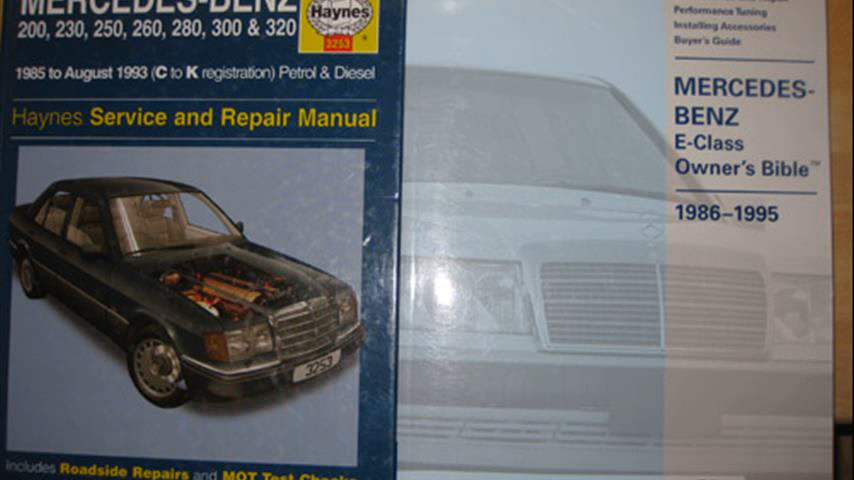 MERCEDES-BENZ
200, 230, 250, 260, 280, 300 & 320
Haynes
3253
1985 to August 1993 (C to K registration) Petrol & Diesel
Haynes Service and Repair Manual
3253
Includes Roadside Repairs and MOT Test Checks
Performance Tuning
Installing Accessories
Buyer's Guide
MERCEDES-
BENZ
E-Class
Owner's Bible™
1986–1995